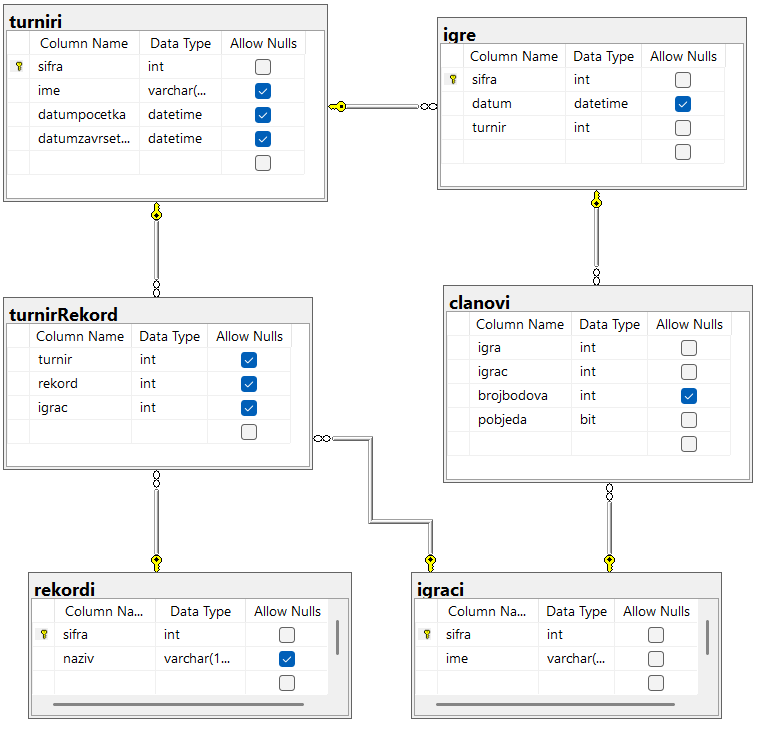 turniri
Column Name Data Type Allow Nulls
sifra int
ime varchar(...
datumpocetka datetime
datumzavrset... datetime
igre
Column Name Data Type Allow Nulls
sifra int
datum datetime
turnir int
turnirRekord
Column Name Data Type Allow Nulls
turnir int
rekord int
igrac int
clanovi
Column Name Data Type Allow Nulls
igra int
igrac int
brojbodova int
pobjeda bit
rekordi
Column Na... Data Type Allow Nulls
sifra int
naziv varchar(1...
igraci
Column Name Data Type Allow Nulls
sifra int
ime varchar(...